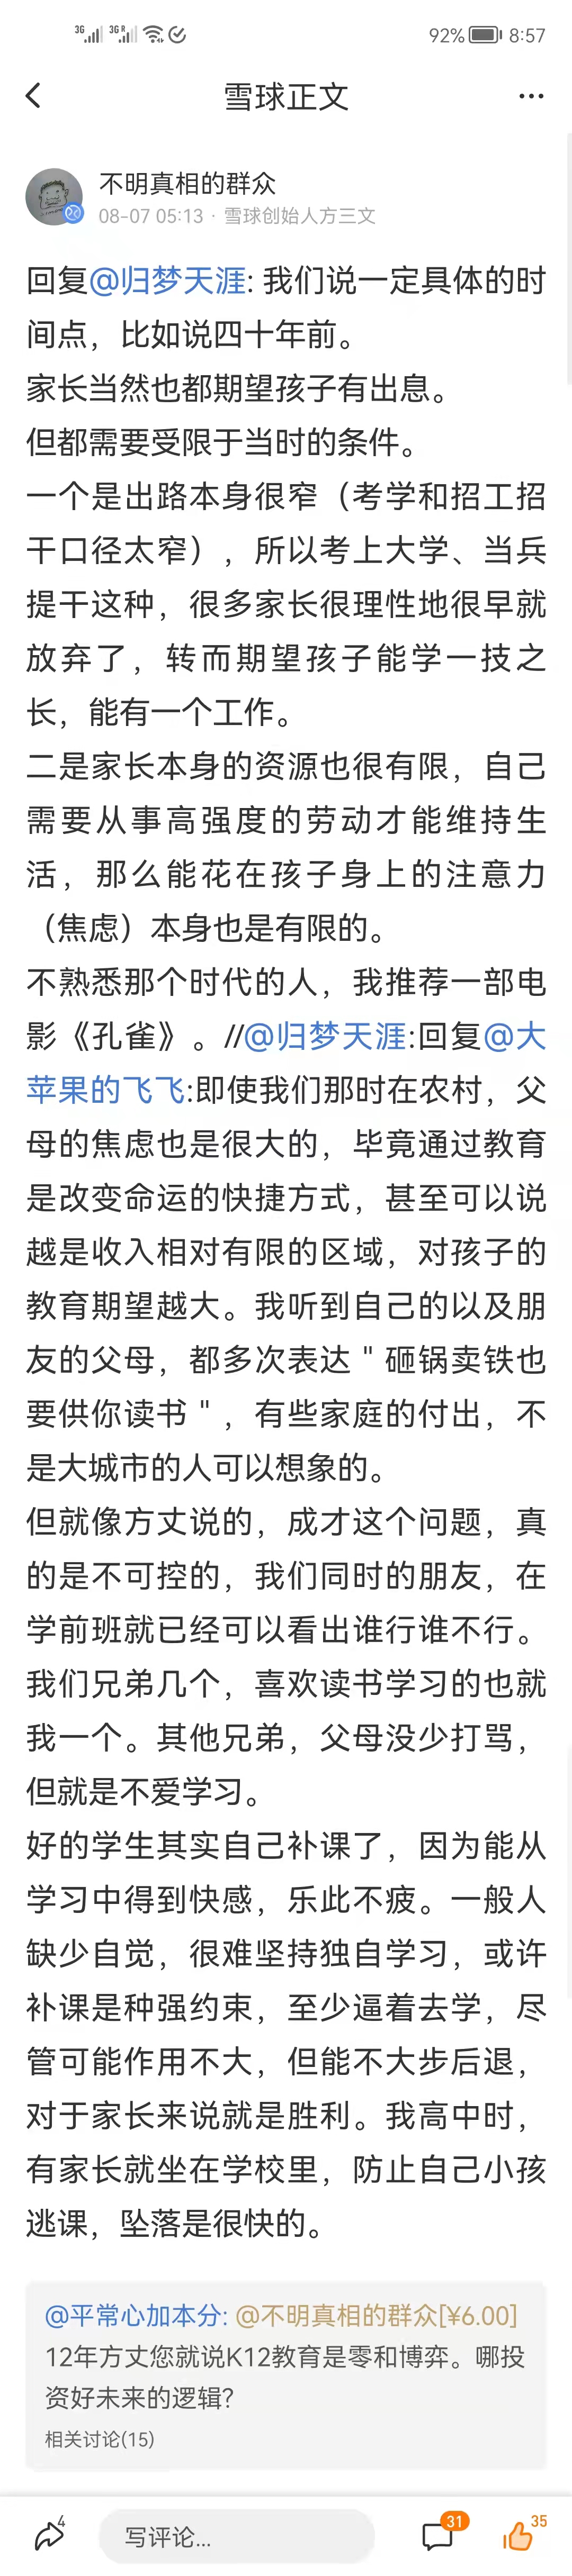 3G 3G R 92% 8:57
雪球正文
不明真相的群众
08-07 05:13 · 雪球创始人方三文
回复@归梦天涯: 我们说一定具体的时
间点，比如说四十年前。
家长当然也都期望孩子有出息。
但都需要受限于当时的条件。
一个是出路本身很窄（考学和招工招
干口径太窄），所以考上大学、当兵
提干这种，很多家长很理性地很早就
放弃了，转而期望孩子能学一技之
长，能有一个工作。
二是家长本身的资源也很有限，自己
需要从事高强度的劳动才能维持生
活，那么能花在孩子身上的注意力
（焦虑）本身也是有限的。
不熟悉那个时代的人，我推荐一部电
影《孔雀》。//@归梦天涯:回复@大
苹果的飞飞:即使我们那时在农村，父
母的焦虑也是很大的，毕竟通过教育
是改变命运的快捷方式，甚至可以说
越是收入相对有限的区域，对孩子的
教育期望越大。我听到自己的以及朋
友的父母，都多次表达＂砸锅卖铁也
要供你读书＂，有些家庭的付出，不
是大城市的人可以想象的。
但就像方丈说的，成才这个问题，真
的是不可控的，我们同时的朋友，在
学前班就已经可以看出谁行谁不行。
我们兄弟几个，喜欢读书学习的也就
我一个。其他兄弟，父母没少打骂，
但就是不爱学习。
好的学生其实自己补课了，因为能从
学习中得到快感，乐此不疲。一般人
缺少自觉，很难坚持独自学习，或许
补课是种强约束，至少逼着去学，尽
管可能作用不大，但能不大步后退，
对于家长来说就是胜利。我高中时，
有家长就坐在学校里，防止自己小孩
逃课，坠落是很快的。
@平常心加本分: @不明真相的群众[¥6.00]
12年方丈您就说K12教育是零和博弈。哪投
资好未来的逻辑?
相关讨论(15)
4 写评论... 31 35